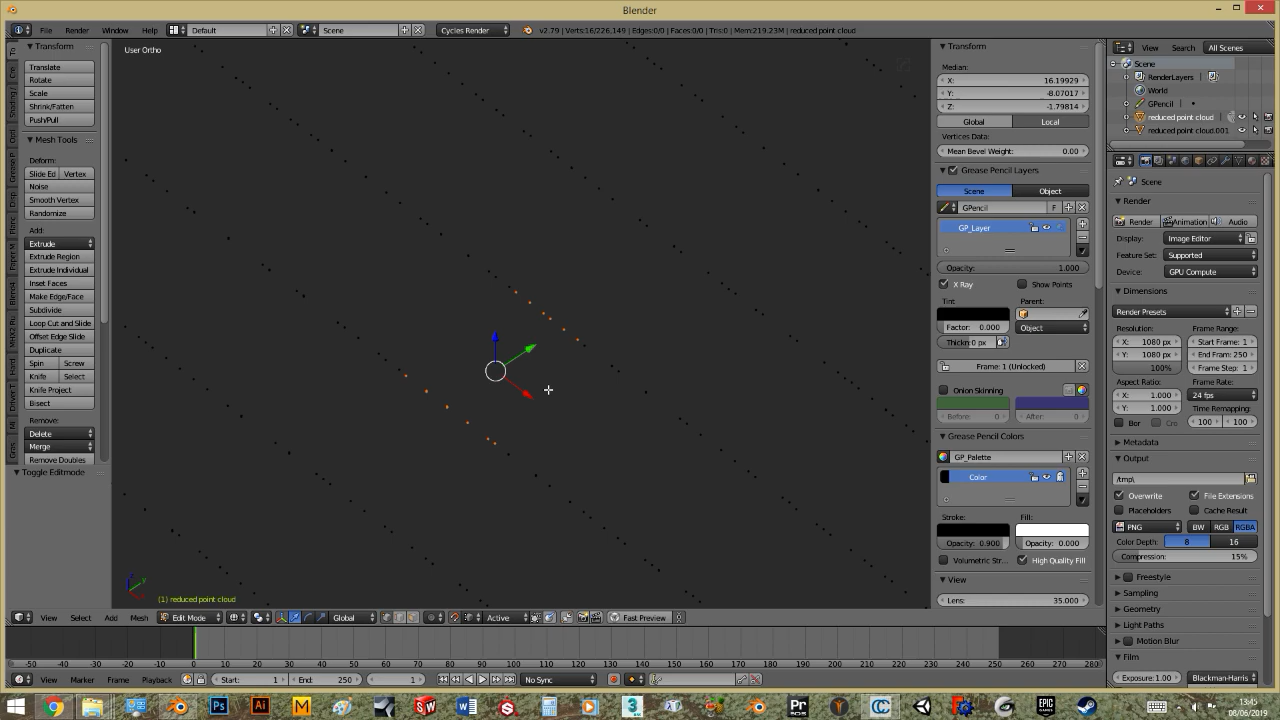 Blender
File Render Window Help Default Scene Cycles Render v2.79 | Verts:16/226,149 | Edges:0/0 | Faces:0/0 | Tris:0 | Mem:219.23M | reduced point cloud
User Ortho
Transform
Translate
Rotate
Scale
Shrink/Fatten
Push/Pull
Mesh Tools
Deform:
Slide Ed Vertex
Noise
Smooth Vertex
Randomize
Add:
Extrude
Extrude Region
Extrude Individual
Inset Faces
Make Edge/Face
Subdivide
Loop Cut and Slide
Offset Edge Slide
Duplicate
Spin Screw
Knife Select
Knife Project
Bisect
Remove:
Delete
Merge
Remove Doubles
Toggle Editmode
(1) reduced point cloud
View Select Add Mesh Edit Mode Global Active Fast Preview
Transform
Median:
X: 16.19929
Y: -8.07017
Z: -1.79814
Global Local
Vertices Data:
Mean Bevel Weight: 0.00
Grease Pencil Layers
Scene Object
GPencil F
GP_Layer
Opacity: 1.000
X Ray Show Points
Tint: Parent:
Factor: 0.000 Object
Thickn:0 px
Frame: 1 (Unlocked)
Onion Skinning
Before: 0 After: 0
Grease Pencil Colors
GP_Palette
Color
Stroke: Fill:
Opacity: 0.900 Opacity: 0.000
Volumetric Str... High Quality Fill
View
Lens: 35.000
View Search All Scenes
Scene
RenderLayers
World
GPencil
reduced point cloud
reduced point cloud.001
Scene
Render
Render Animation Audio
Display: Image Editor
Feature Set: Supported
Device: GPU Compute
Dimensions
Render Presets
Resolution: Frame Range:
X: 1080 px Start Frame: 1
Y: 1080 px End Fram: 250
100% Frame Step: 1
Aspect Ratio: Frame Rate:
X: 1.000 24 fps
Y: 1.000 Time Remapping:
Bor Cro 100 100
Metadata
Output
/tmp\
Overwrite File Extensions
Placeholders Cache Result
PNG BW RGB RGBA
Color Depth: 8 16
Compression: 15%
Freestyle
Sampling
Geometry
Light Paths
Motion Blur
Film
Exposure: 1.00 Blackman-Harris
-50 -40 -30 -20 -10 0 10 20 30 40 50 60 70 80 90 100 110 120 130 140 150 160 170 180 190 200 210 220 230 240 250 260 270 280
View Marker Frame Playback Start: 1 End: 250 1 No Sync
13:45
08/06/2019